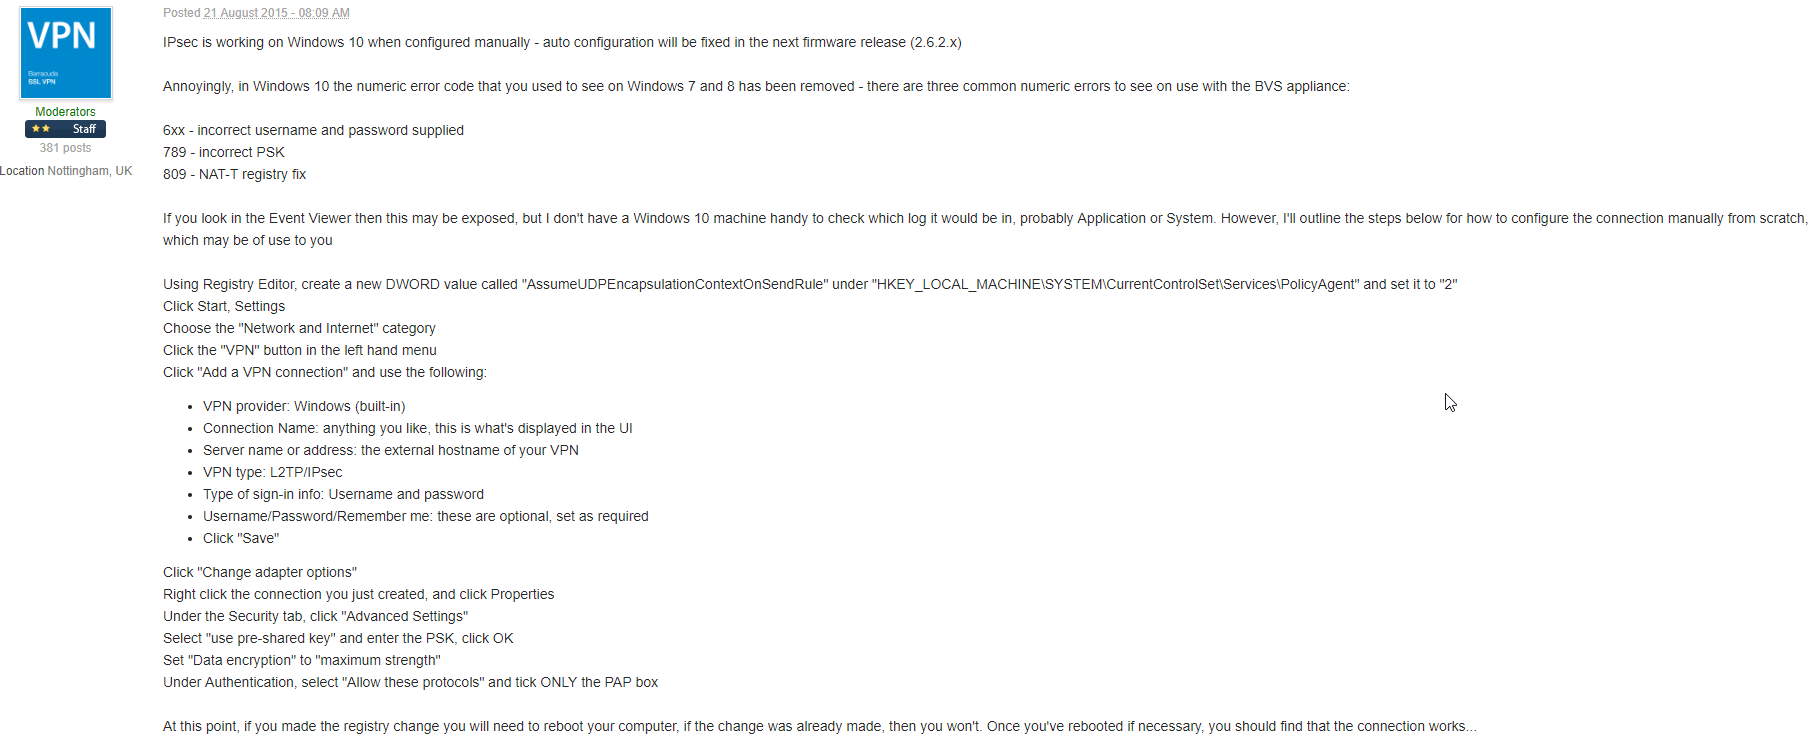 VPN
Barracuda
SSL VPN
Moderators
Staff
381 posts
Location Nottingham, UK
Posted 21 August 2015 - 08:09 AM
IPsec is working on Windows 10 when configured manually - auto configuration will be fixed in the next firmware release (2.6.2.x)
Annoyingly, in Windows 10 the numeric error code that you used to see on Windows 7 and 8 has been removed - there are three common numeric errors to see on use with the BVS appliance:
6xx - incorrect username and password supplied
789 - incorrect PSK
809 - NAT-T registry fix
If you look in the Event Viewer then this may be exposed, but I don't have a Windows 10 machine handy to check which log it would be in, probably Application or System. However, I'll outline the steps below for how to configure the connection manually from scratch,
which may be of use to you
Using Registry Editor, create a new DWORD value called "AssumeUDPEncapsulationContextOnSendRule" under "HKEY_LOCAL_MACHINE\SYSTEM\CurrentControlSet\Services\PolicyAgent" and set it to "2"
Click Start, Settings
Choose the "Network and Internet" category
Click the "VPN" button in the left hand menu
Click "Add a VPN connection" and use the following:
• VPN provider: Windows (built-in)
• Connection Name: anything you like, this is what's displayed in the UI
• Server name or address: the external hostname of your VPN
• VPN type: L2TP/IPsec
• Type of sign-in info: Username and password
• Username/Password/Remember me: these are optional, set as required
• Click "Save"
Click "Change adapter options"
Right click the connection you just created, and click Properties
Under the Security tab, click "Advanced Settings"
Select "use pre-shared key" and enter the PSK, click OK
Set "Data encryption" to "maximum strength"
Under Authentication, select "Allow these protocols" and tick ONLY the PAP box
At this point, if you made the registry change you will need to reboot your computer, if the change was already made, then you won't. Once you've rebooted if necessary, you should find that the connection works...